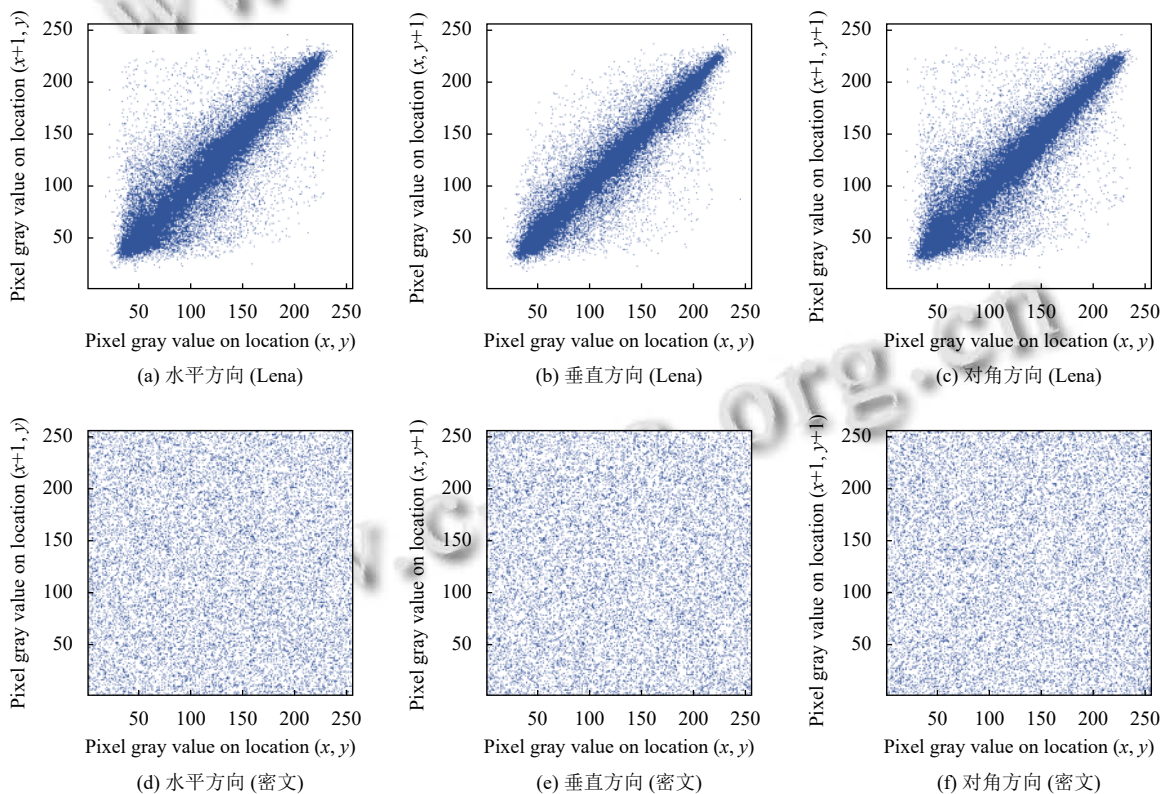 Pixel gray value on location (x+1, y)
250
200
150
100
50
50 100 150 200 250
Pixel gray value on location (x, y)
(a) 水平方向 (Lena)
Pixel gray value on location (x, y+1)
250
200
150
100
50
50 100 150 200 250
Pixel gray value on location (x, y)
(b) 垂直方向 (Lena)
Pixel gray value on location (x+1, y+1)
250
200
150
100
50
50 100 150 200 250
Pixel gray value on location (x, y)
(c) 对角方向 (Lena)
Pixel gray value on location (x+1, y)
250
200
150
100
50
50 100 150 200 250
Pixel gray value on location (x, y)
(d) 水平方向 (密文)
Pixel gray value on location (x, y+1)
250
200
150
100
50
50 100 150 200 250
Pixel gray value on location (x, y)
(e) 垂直方向 (密文)
Pixel gray value on location (x+1, y+1)
250
200
150
100
50
50 100 150 200 250
Pixel gray value on location (x, y)
(f) 对角方向 (密文)
org.cn